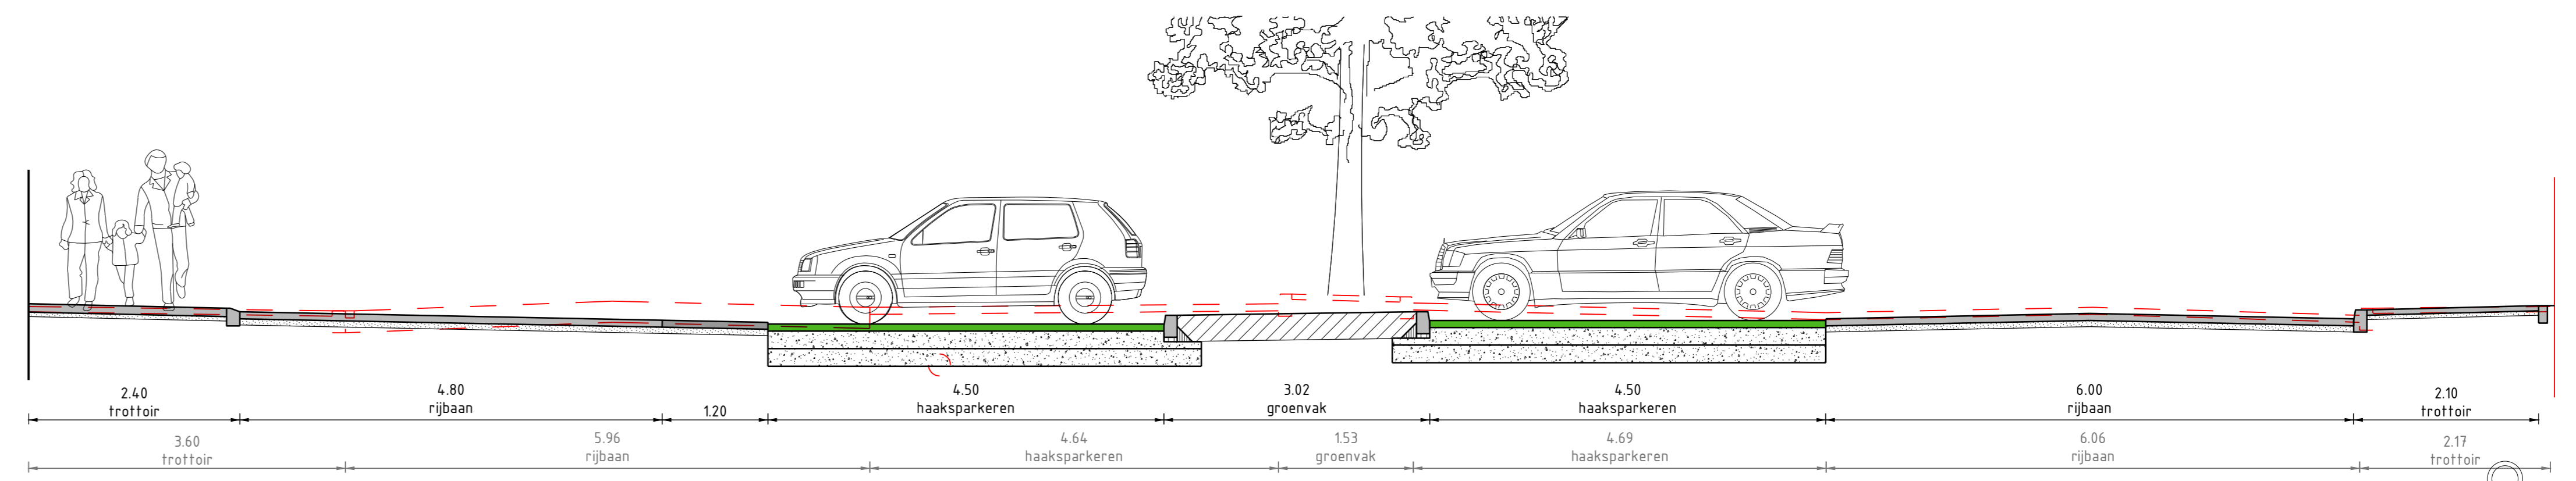 2.40
trottoir
4.80
rijbaan
1.20
4.50
haaksparkeren
3.02
groenvak
4.50
haaksparkeren
6.00
rijbaan
2.10
trottoir
3.60
trottoir
5.96
rijbaan
4.64
haaksparkeren
1.53
groenvak
4.69
haaksparkeren
6.06
rijbaan
2.17
trottoir